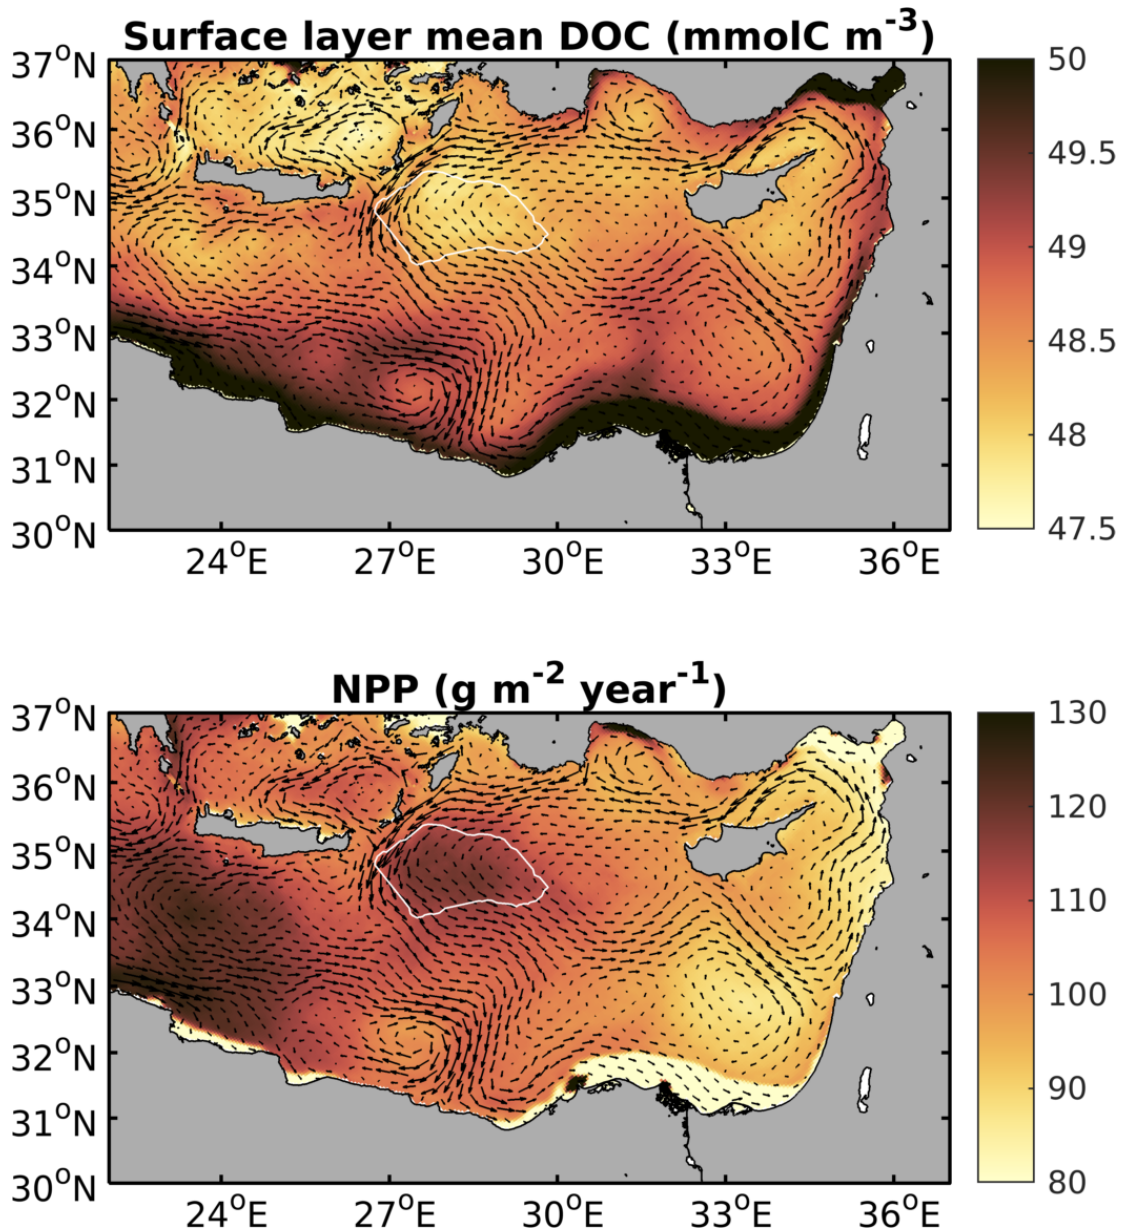 Surface layer mean DOC (mmolC m⁻³)
37°N
36°N
35°N
34°N
33°N
32°N
31°N
30°N
24°E 27°E 30°E 33°E 36°E
50
49.5
49
48.5
48
47.5
NPP (g m⁻² year⁻¹)
37°N
36°N
35°N
34°N
33°N
32°N
31°N
30°N
24°E 27°E 30°E 33°E 36°E
130
120
110
100
90
80